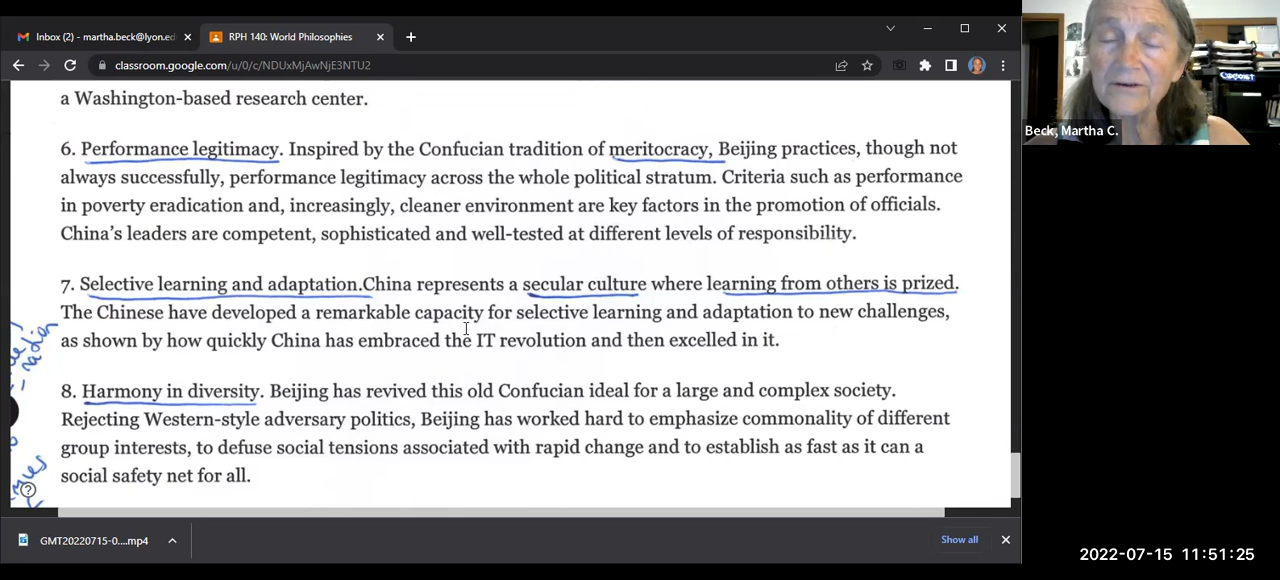 Inbox (2) - martha.beck@lyon.ed
RPH 140: World Philosophies
classroom.google.com/u/0/c/NDUxMjAwNjE3NTU2
a Washington-based research center.
6. Performance legitimacy. Inspired by the Confucian tradition of meritocracy, Beijing practices, though not
always successfully, performance legitimacy across the whole political stratum. Criteria such as performance
in poverty eradication and, increasingly, cleaner environment are key factors in the promotion of officials.
China's leaders are competent, sophisticated and well-tested at different levels of responsibility.
7. Selective learning and adaptation.China represents a secular culture where learning from others is prized.
The Chinese have developed a remarkable capacity for selective learning and adaptation to new challenges,
as shown by how quickly China has embraced the IT revolution and then excelled in it.
8. Harmony in diversity. Beijing has revived this old Confucian ideal for a large and complex society.
Rejecting Western-style adversary politics, Beijing has worked hard to emphasize commonality of different
group interests, to defuse social tensions associated with rapid change and to establish as fast as it can a
social safety net for all.
GMT20220715-0....mp4
Show all
Beck, Martha C.
2022-07-15 11:51:25